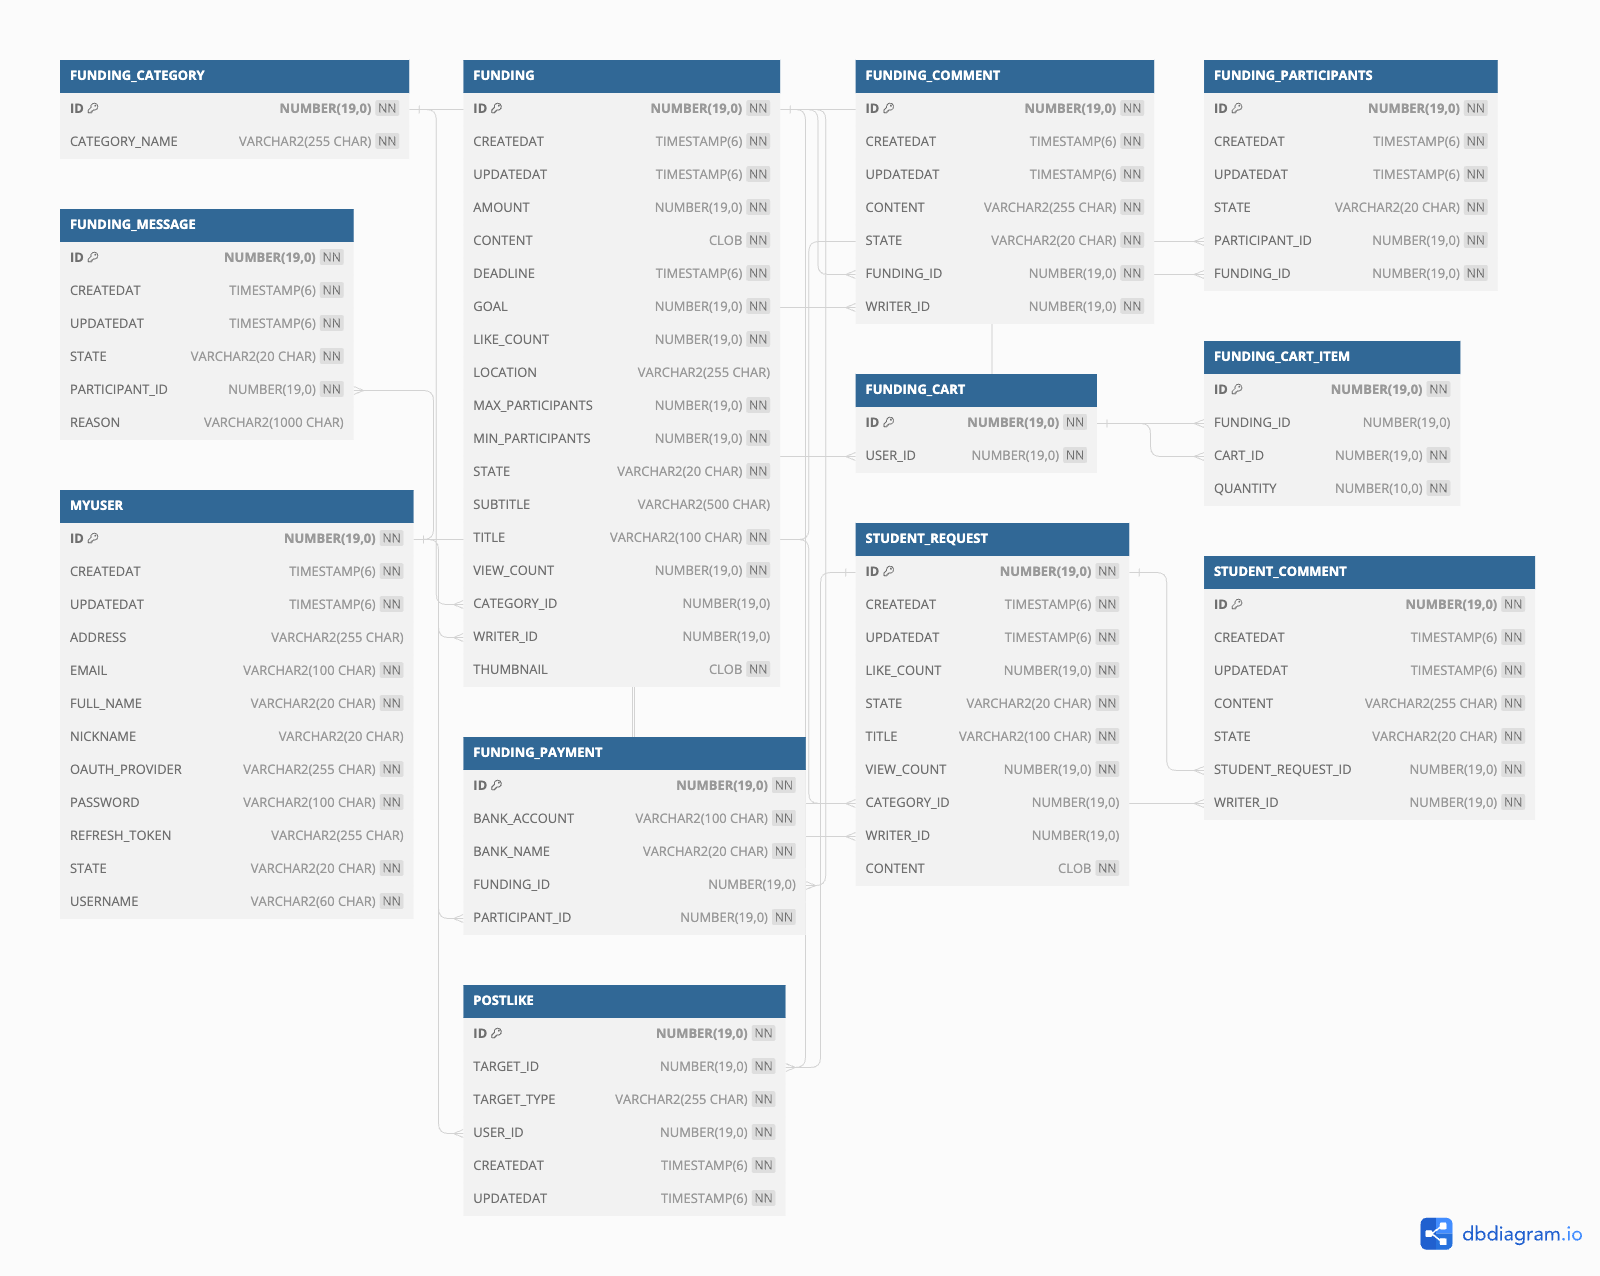 FUNDING_CATEGORY
ID NUMBER(19,0) NN
CATEGORY_NAME VARCHAR2(255 CHAR) NN
FUNDING_MESSAGE
ID NUMBER(19,0) NN
CREATEDAT TIMESTAMP(6) NN
UPDATEDAT TIMESTAMP(6) NN
STATE VARCHAR2(20 CHAR) NN
PARTICIPANT_ID NUMBER(19,0) NN
REASON VARCHAR2(1000 CHAR)
MYUSER
ID NUMBER(19,0) NN
CREATEDAT TIMESTAMP(6) NN
UPDATEDAT TIMESTAMP(6) NN
ADDRESS VARCHAR2(255 CHAR)
EMAIL VARCHAR2(100 CHAR) NN
FULL_NAME VARCHAR2(20 CHAR) NN
NICKNAME VARCHAR2(20 CHAR)
OAUTH_PROVIDER VARCHAR2(255 CHAR) NN
PASSWORD VARCHAR2(100 CHAR) NN
REFRESH_TOKEN VARCHAR2(255 CHAR)
STATE VARCHAR2(20 CHAR) NN
USERNAME VARCHAR2(60 CHAR) NN
FUNDING
ID NUMBER(19,0) NN
CREATEDAT TIMESTAMP(6) NN
UPDATEDAT TIMESTAMP(6) NN
AMOUNT NUMBER(19,0) NN
CONTENT CLOB NN
DEADLINE TIMESTAMP(6) NN
GOAL NUMBER(19,0) NN
LIKE_COUNT NUMBER(19,0) NN
LOCATION VARCHAR2(255 CHAR)
MAX_PARTICIPANTS NUMBER(19,0) NN
MIN_PARTICIPANTS NUMBER(19,0) NN
STATE VARCHAR2(20 CHAR) NN
SUBTITLE VARCHAR2(500 CHAR)
TITLE VARCHAR2(100 CHAR) NN
VIEW_COUNT NUMBER(19,0) NN
CATEGORY_ID NUMBER(19,0)
WRITER_ID NUMBER(19,0)
THUMBNAIL CLOB NN
FUNDING_PAYMENT
ID NUMBER(19,0) NN
BANK_ACCOUNT VARCHAR2(100 CHAR) NN
BANK_NAME VARCHAR2(20 CHAR) NN
FUNDING_ID NUMBER(19,0)
PARTICIPANT_ID NUMBER(19,0) NN
POSTLIKE
ID NUMBER(19,0) NN
TARGET_ID NUMBER(19,0) NN
TARGET_TYPE VARCHAR2(255 CHAR) NN
USER_ID NUMBER(19,0) NN
CREATEDAT TIMESTAMP(6) NN
UPDATEDAT TIMESTAMP(6) NN
FUNDING_COMMENT
ID NUMBER(19,0) NN
CREATEDAT TIMESTAMP(6) NN
UPDATEDAT TIMESTAMP(6) NN
CONTENT VARCHAR2(255 CHAR) NN
STATE VARCHAR2(20 CHAR) NN
FUNDING_ID NUMBER(19,0) NN
WRITER_ID NUMBER(19,0) NN
FUNDING_CART
ID NUMBER(19,0) NN
USER_ID NUMBER(19,0) NN
STUDENT_REQUEST
ID NUMBER(19,0) NN
CREATEDAT TIMESTAMP(6) NN
UPDATEDAT TIMESTAMP(6) NN
LIKE_COUNT NUMBER(19,0) NN
STATE VARCHAR2(20 CHAR) NN
TITLE VARCHAR2(100 CHAR) NN
VIEW_COUNT NUMBER(19,0) NN
CATEGORY_ID NUMBER(19,0)
WRITER_ID NUMBER(19,0)
CONTENT CLOB NN
FUNDING_PARTICIPANTS
ID NUMBER(19,0) NN
CREATEDAT TIMESTAMP(6) NN
UPDATEDAT TIMESTAMP(6) NN
STATE VARCHAR2(20 CHAR) NN
PARTICIPANT_ID NUMBER(19,0) NN
FUNDING_ID NUMBER(19,0) NN
FUNDING_CART_ITEM
ID NUMBER(19,0) NN
FUNDING_ID NUMBER(19,0)
CART_ID NUMBER(19,0) NN
QUANTITY NUMBER(10,0) NN
STUDENT_COMMENT
ID NUMBER(19,0) NN
CREATEDAT TIMESTAMP(6) NN
UPDATEDAT TIMESTAMP(6) NN
CONTENT VARCHAR2(255 CHAR) NN
STATE VARCHAR2(20 CHAR) NN
STUDENT_REQUEST_ID NUMBER(19,0) NN
WRITER_ID NUMBER(19,0) NN
dbdiagram.io